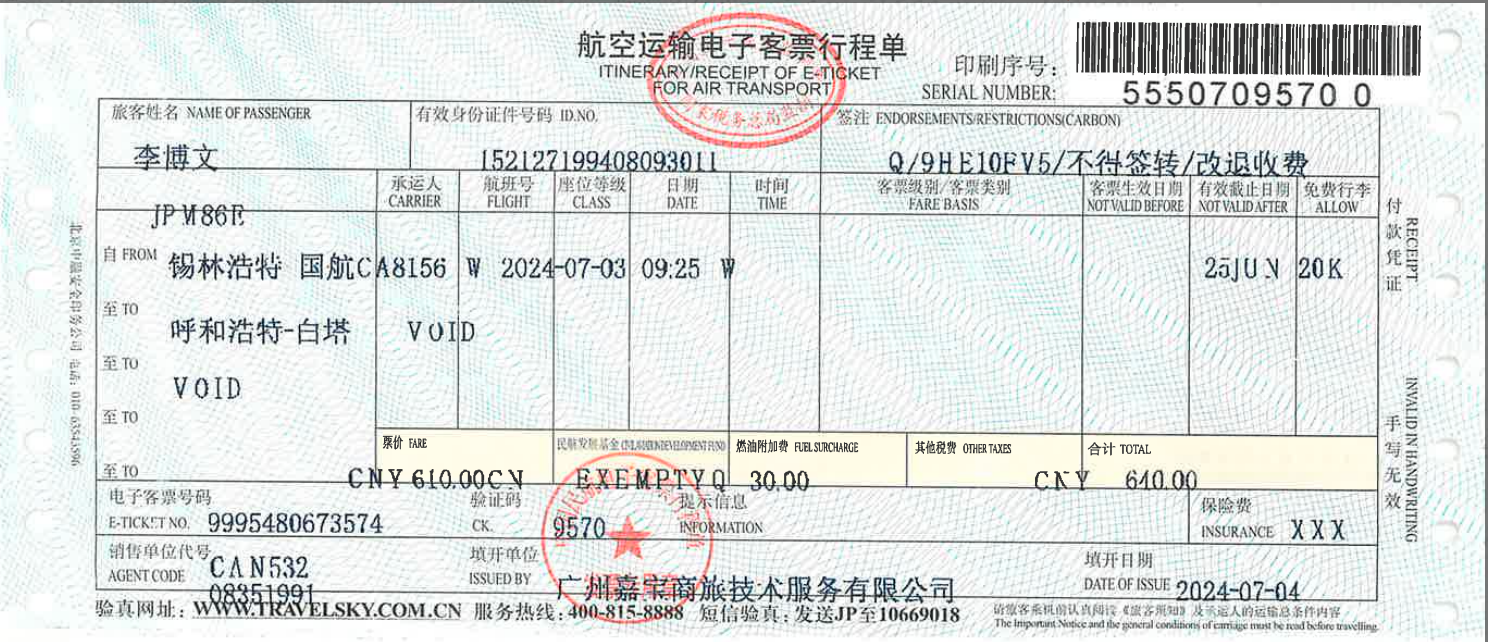 航空运输电子客票行程单
ITINERARY/RECEIPT OF E-TICKET
FOR AIR TRANSPORT
印刷序号:
SERIAL NUMBER: 5550709570 0
旅客姓名 NAME OF PASSENGER 有效身份证件号码 ID.NO. 签注 ENDORSEMENTS/RESTRICTIONS(CARBON)
李博文 152127199408093011 Q/9HE10FV5/不得签转/改退收费
承运人 航班号 座位等级 日期 时间 客票级别/客票类别 客票生效日期 有效截止日期 免费行李
CARRIER FLIGHT CLASS DATE TIME FARE BASIS NOT VALID BEFORE NOT VALID AFTER ALLOW
JPM86E
自 FROM 锡林浩特 国航CA8156 W 2024-07-03 09:25 W 25JUN 20K
至 TO 呼和浩特-白塔 VOID
至 TO VOID
至 TO
至 TO
票价 FARE 民航发展基金 CIVIL AVIATION DEVELOPMENT FUND 燃油附加费 FUEL SURCHARGE 其他税费 OTHER TAXES 合计 TOTAL
CNY 610.00CN EXEMPTYQ 30.00 CNY 640.00
电子客票号码 验证码 提示信息 保险费
E-TICKET NO. 9995480673574 CK. 9570 INFORMATION INSURANCE XXX
销售单位代号 填开单位 填开日期
AGENT CODE CAN532 ISSUED BY 广州嘉宝商旅技术服务有限公司 DATE OF ISSUE 2024-07-04
08351991
验真网址: WWW.TRAVELSKY.COM.CN 服务热线: 400-815-8888 短信验真: 发送JP至10669018
请旅客乘机前认真阅读《旅客须知》及承运人的运输总条件内容.
The Important Notice and the general conditions of carriage must be read before travelling.
付款凭证 RECEIPT
手写无效 INVALID IN HANDWRITING
国家税务总局监制